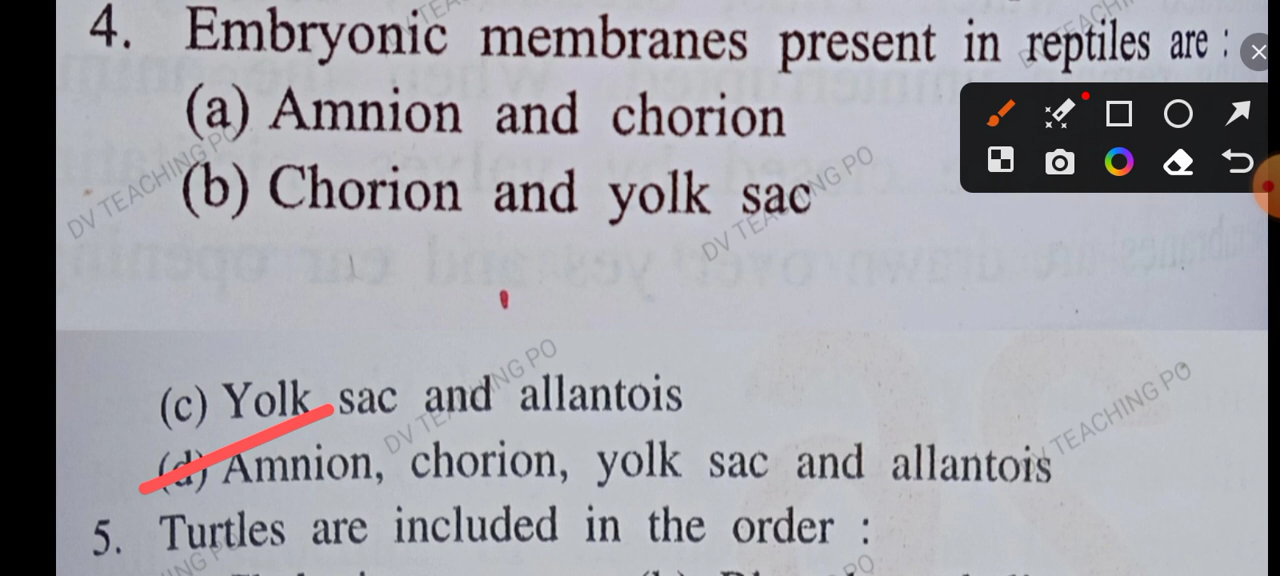 4. Embryonic membranes present in reptiles are :
(a) Amnion and chorion
(b) Chorion and yolk sac
(c) Yolk sac and allantois
(d) Amnion, chorion, yolk sac and allantois
5. Turtles are included in the order :
DV TEACHING PO
DV TEACHING PO
DV TEACHING PO
TEACHING PO